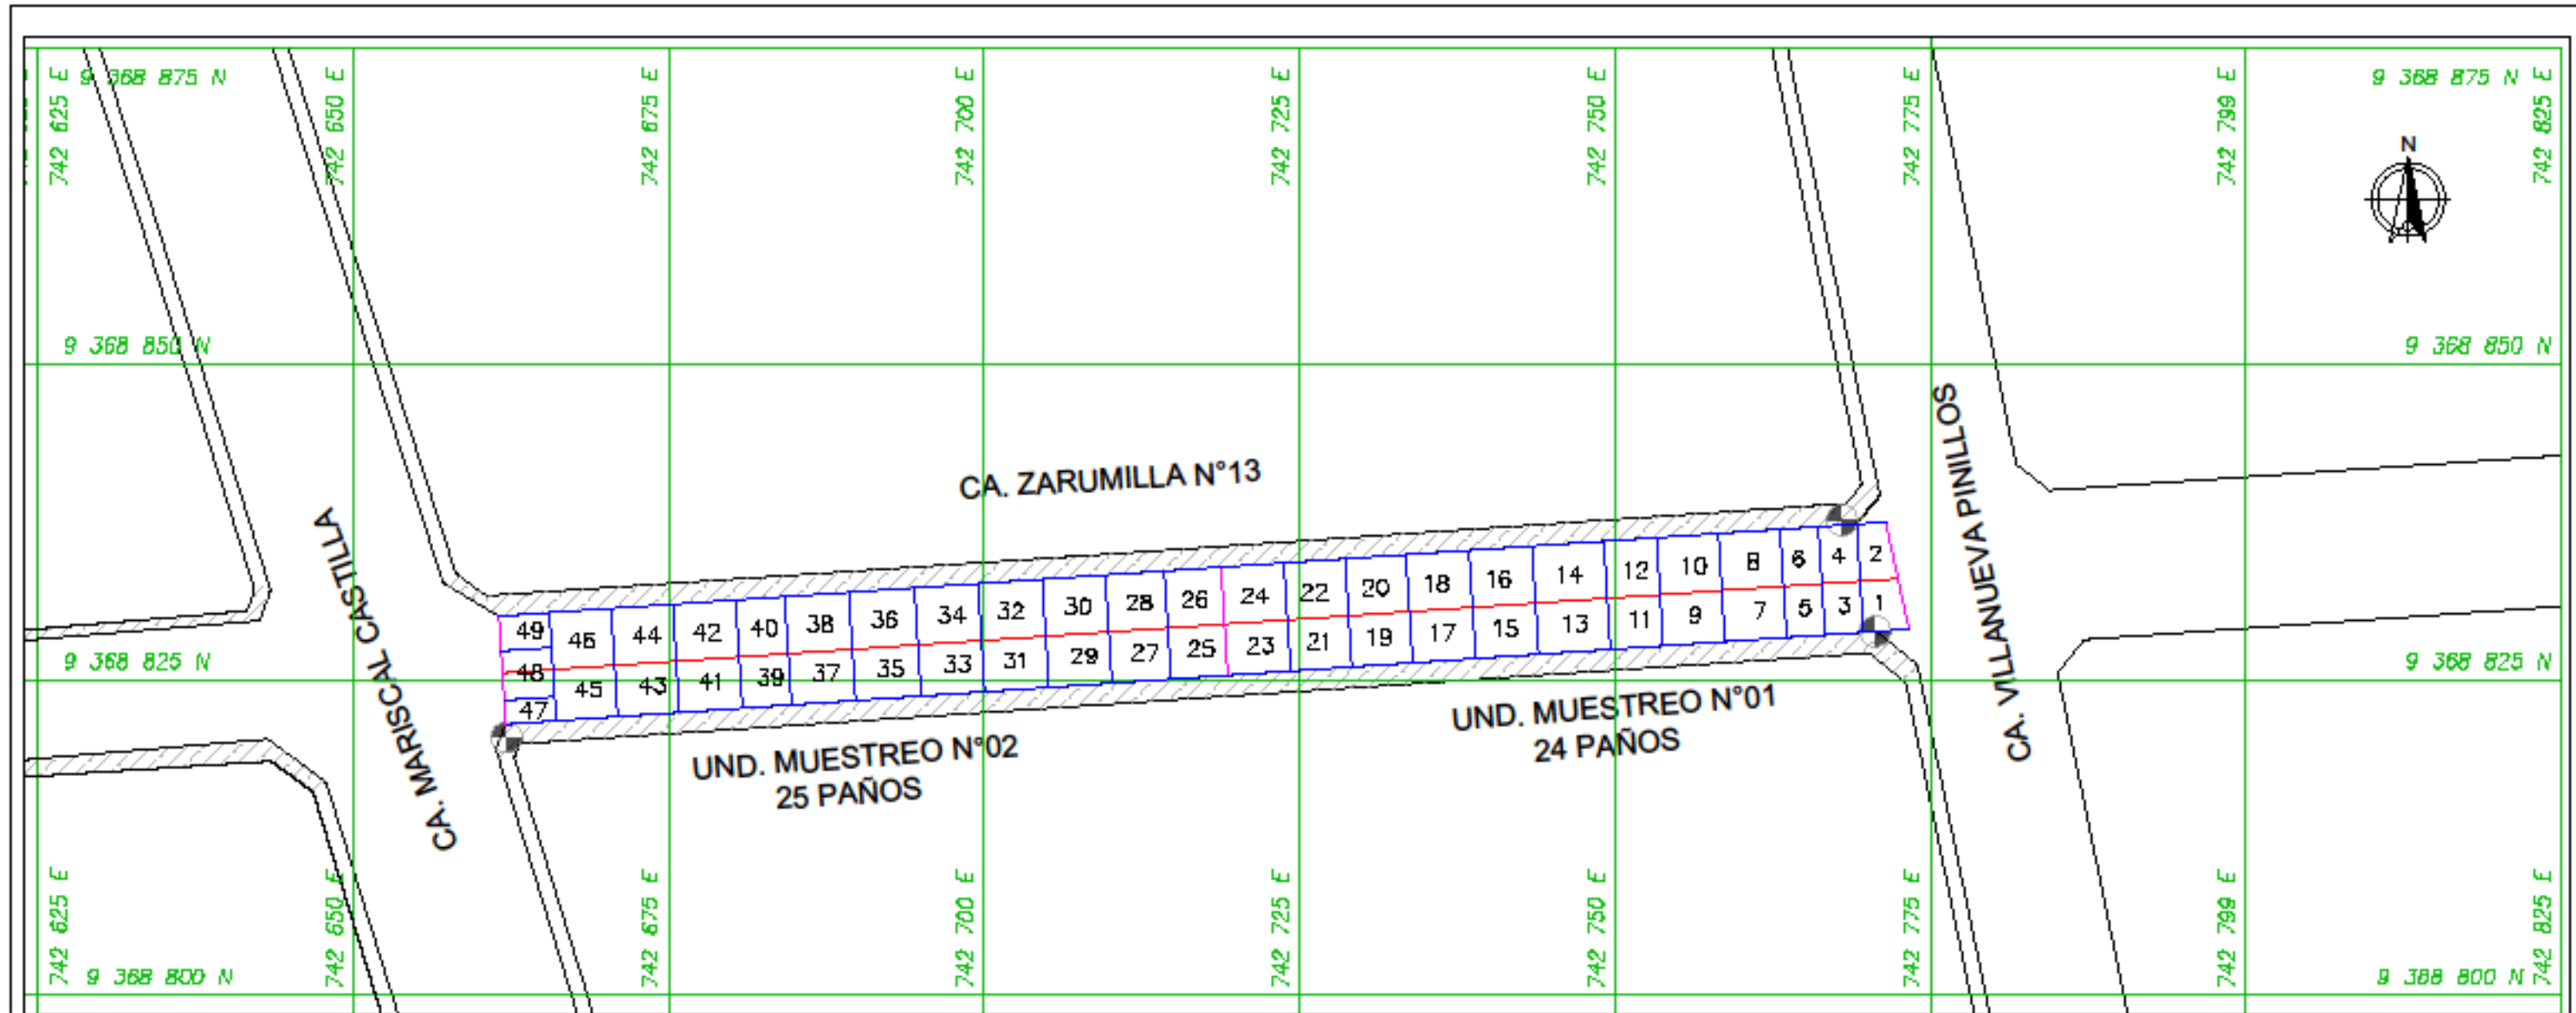 9 368 875 N
9 368 875 N
742 625 E
742 650 E
742 675 E
742 700 E
742 725 E
742 750 E
742 775 E
742 799 E
742 825 E
N
9 368 850 N
9 368 850 N
CA. ZARUMILLA N°13
CA. MARISCAL CASTILLA
CA. VILLANUEVA PINILLOS
49 46 44 42 40 38 36 34 32 30 28 26 24 22 20 18 16 14 12 10 8 6 4 2
48 45 43 41 39 37 35 33 31 29 27 25 23 21 19 17 15 13 11 9 7 5 3 1
47
9 368 825 N
9 368 825 N
UND. MUESTREO N°01
24 PAÑOS
UND. MUESTREO N°02
25 PAÑOS
742 625 E
742 650 E
742 675 E
742 700 E
742 725 E
742 750 E
742 775 E
742 799 E
742 825 E
9 368 800 N
9 368 800 N